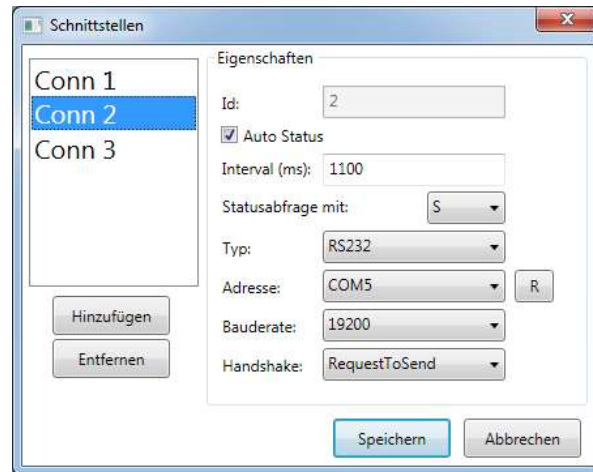 Schnittstellen
Conn 1
Conn 2
Conn 3
Hinzufügen
Entfernen
Eigenschaften
Id: 2
Auto Status
Interval (ms): 1100
Statusabfrage mit: S
Typ: RS232
Adresse: COM5 R
Bauderate: 19200
Handshake: RequestToSend
Speichern Abbrechen